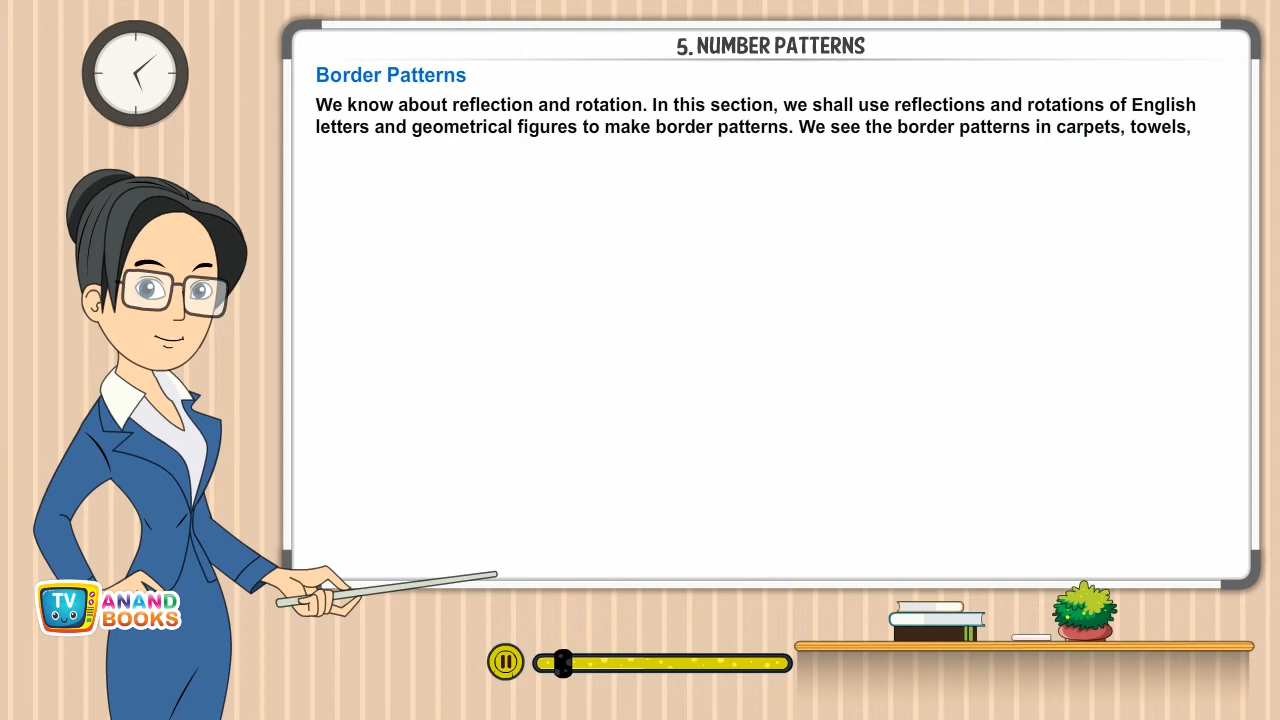 5. NUMBER PATTERNS
Border Patterns
We know about reflection and rotation. In this section, we shall use reflections and rotations of English
letters and geometrical figures to make border patterns. We see the border patterns in carpets, towels,
TV
ANAND
BOOKS